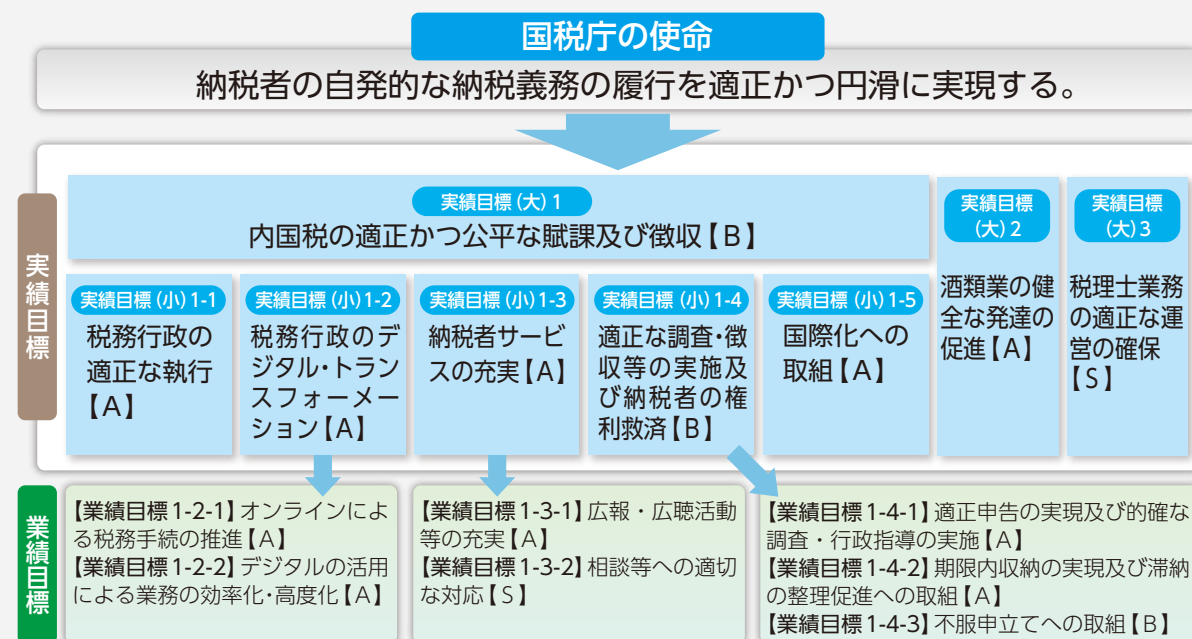 国税庁の使命
納税者の自発的な納税義務の履行を適正かつ円滑に実現する。
実績目標
実績目標(大)1
内国税の適正かつ公平な賦課及び徴収【B】
実績目標(小)1-1
税務行政の
適正な執行
【A】
実績目標(小)1-2
税務行政のデ
ジタル・トラン
スフォーメー
ション【A】
実績目標(小)1-3
納税者サービ
スの充実【A】
実績目標(小)1-4
適正な調査・徴
収等の実施及
び納税者の権
利救済【B】
実績目標(小)1-5
国際化への
取組【A】
実績目標
(大)2
酒類業の健
全な発達の
促進【A】
実績目標
(大)3
税理士業務
の適正な運
営の確保
【S】
業績目標
【業績目標1-2-1】オンラインによ
る税務手続の推進【A】
【業績目標1-2-2】デジタルの活用
による業務の効率化・高度化【A】
【業績目標1-3-1】広報・広聴活動
等の充実【A】
【業績目標1-3-2】相談等への適切
な対応【S】
【業績目標1-4-1】適正申告の実現及び的確な
調査・行政指導の実施【A】
【業績目標1-4-2】期限内収納の実現及び滞納
の整理促進への取組【A】
【業績目標1-4-3】不服申立てへの取組【B】